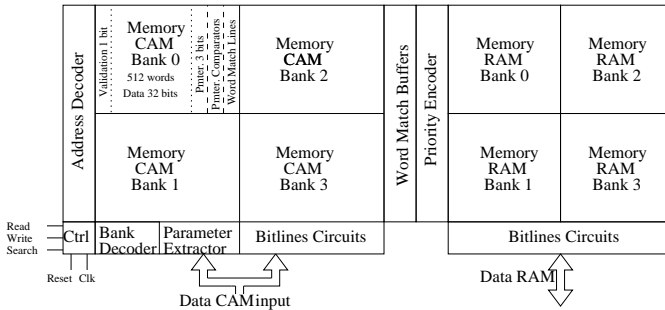 Address Decoder
Validation 1 bit
Memory
CAM
Bank 0
512 words
Data 32 bits
Pmter. 3 bits
Pmter. Comparators
Word Match Lines
Memory
CAM
Bank 2
Memory
CAM
Bank 1
Memory
CAM
Bank 3
Word Match Buffers
Priority Encoder
Memory
RAM
Bank 0
Memory
RAM
Bank 2
Memory
RAM
Bank 1
Memory
RAM
Bank 3
Read
Write
Search
Ctrl
Bank
Decoder
Parameter
Extractor
Bitlines Circuits
Bitlines Circuits
Reset Clk
Data CAM input
Data RAM